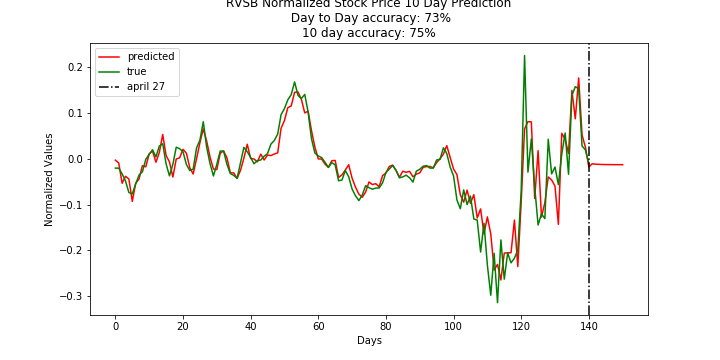 RVSB Normalized Stock Price 10 Day Prediction
Day to Day accuracy: 73%
10 day accuracy: 75%
predicted
true
april 27
Normalized Values
0.2
0.1
0.0
−0.1
−0.2
−0.3
0 20 40 60 80 100 120 140
Days